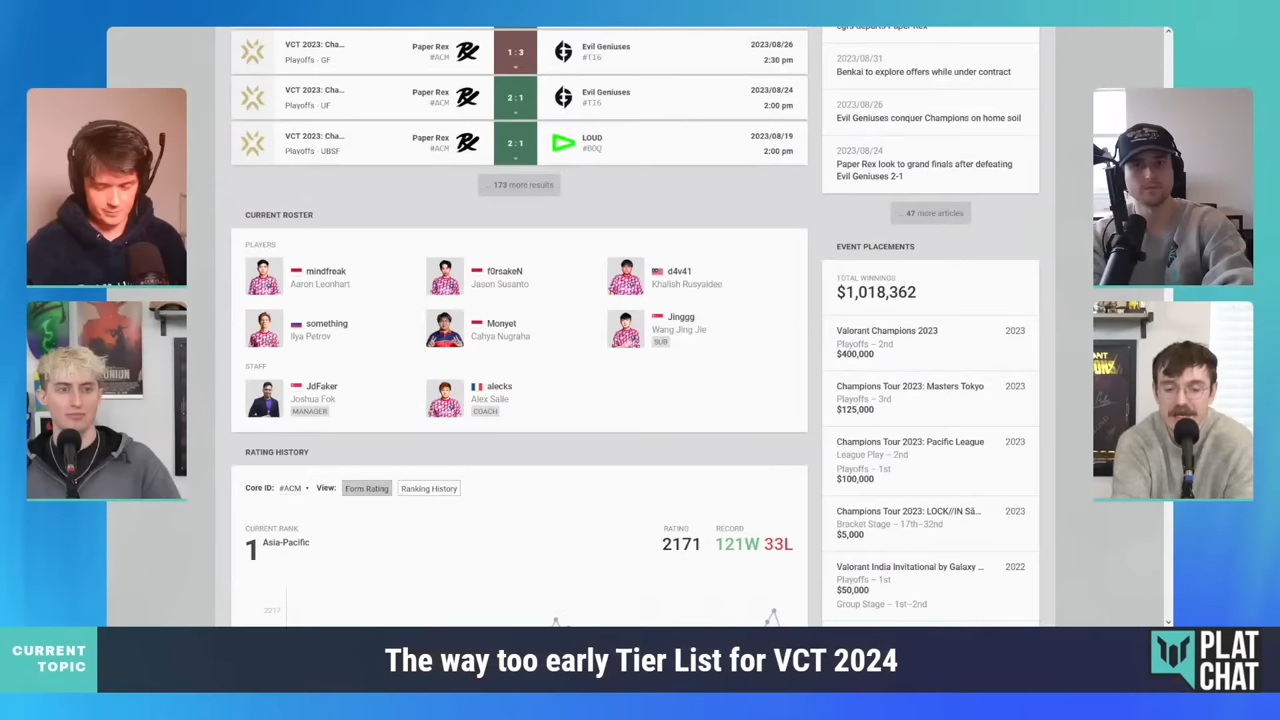 VCT 2023: Cha...
Playoffs · GF
Paper Rex
#ACM
1 : 3
Evil Geniuses
#TI6
2023/08/26
2:30 pm
VCT 2023: Cha...
Playoffs · UF
Paper Rex
#ACM
2 : 1
Evil Geniuses
#TI6
2023/08/24
2:00 pm
VCT 2023: Cha...
Playoffs · UBSF
Paper Rex
#ACM
2 : 1
LOUD
#BOQ
2023/08/19
2:00 pm
... 173 more results
CURRENT ROSTER
PLAYERS
mindfreak
Aaron Leonhart
f0rsakeN
Jason Susanto
d4v41
Khalish Rusyaidee
something
Ilya Petrov
Monyet
Cahya Nugraha
Jinggg
Wang Jing Jie
SUB
STAFF
JdFaker
Joshua Fok
MANAGER
alecks
Alex Salle
COACH
RATING HISTORY
Core ID: #ACM View: Form Rating Ranking History
CURRENT RANK
1 Asia-Pacific
RATING
2171
RECORD
121W 33L
2217
2023/08/31
Benkai to explore offers while under contract
2023/08/26
Evil Geniuses conquer Champions on home soil
2023/08/24
Paper Rex look to grand finals after defeating
Evil Geniuses 2-1
... 47 more articles
EVENT PLACEMENTS
TOTAL WINNINGS
$1,018,362
Valorant Champions 2023 2023
Playoffs – 2nd
$400,000
Champions Tour 2023: Masters Tokyo 2023
Playoffs – 3rd
$125,000
Champions Tour 2023: Pacific League 2023
League Play – 2nd
Playoffs – 1st
$100,000
Champions Tour 2023: LOCK//IN Sã... 2023
Bracket Stage – 17th–32nd
$5,000
Valorant India Invitational by Galaxy ... 2022
Playoffs – 1st
$50,000
Group Stage – 1st–2nd
CURRENT
TOPIC
The way too early Tier List for VCT 2024
PLAT
CHAT